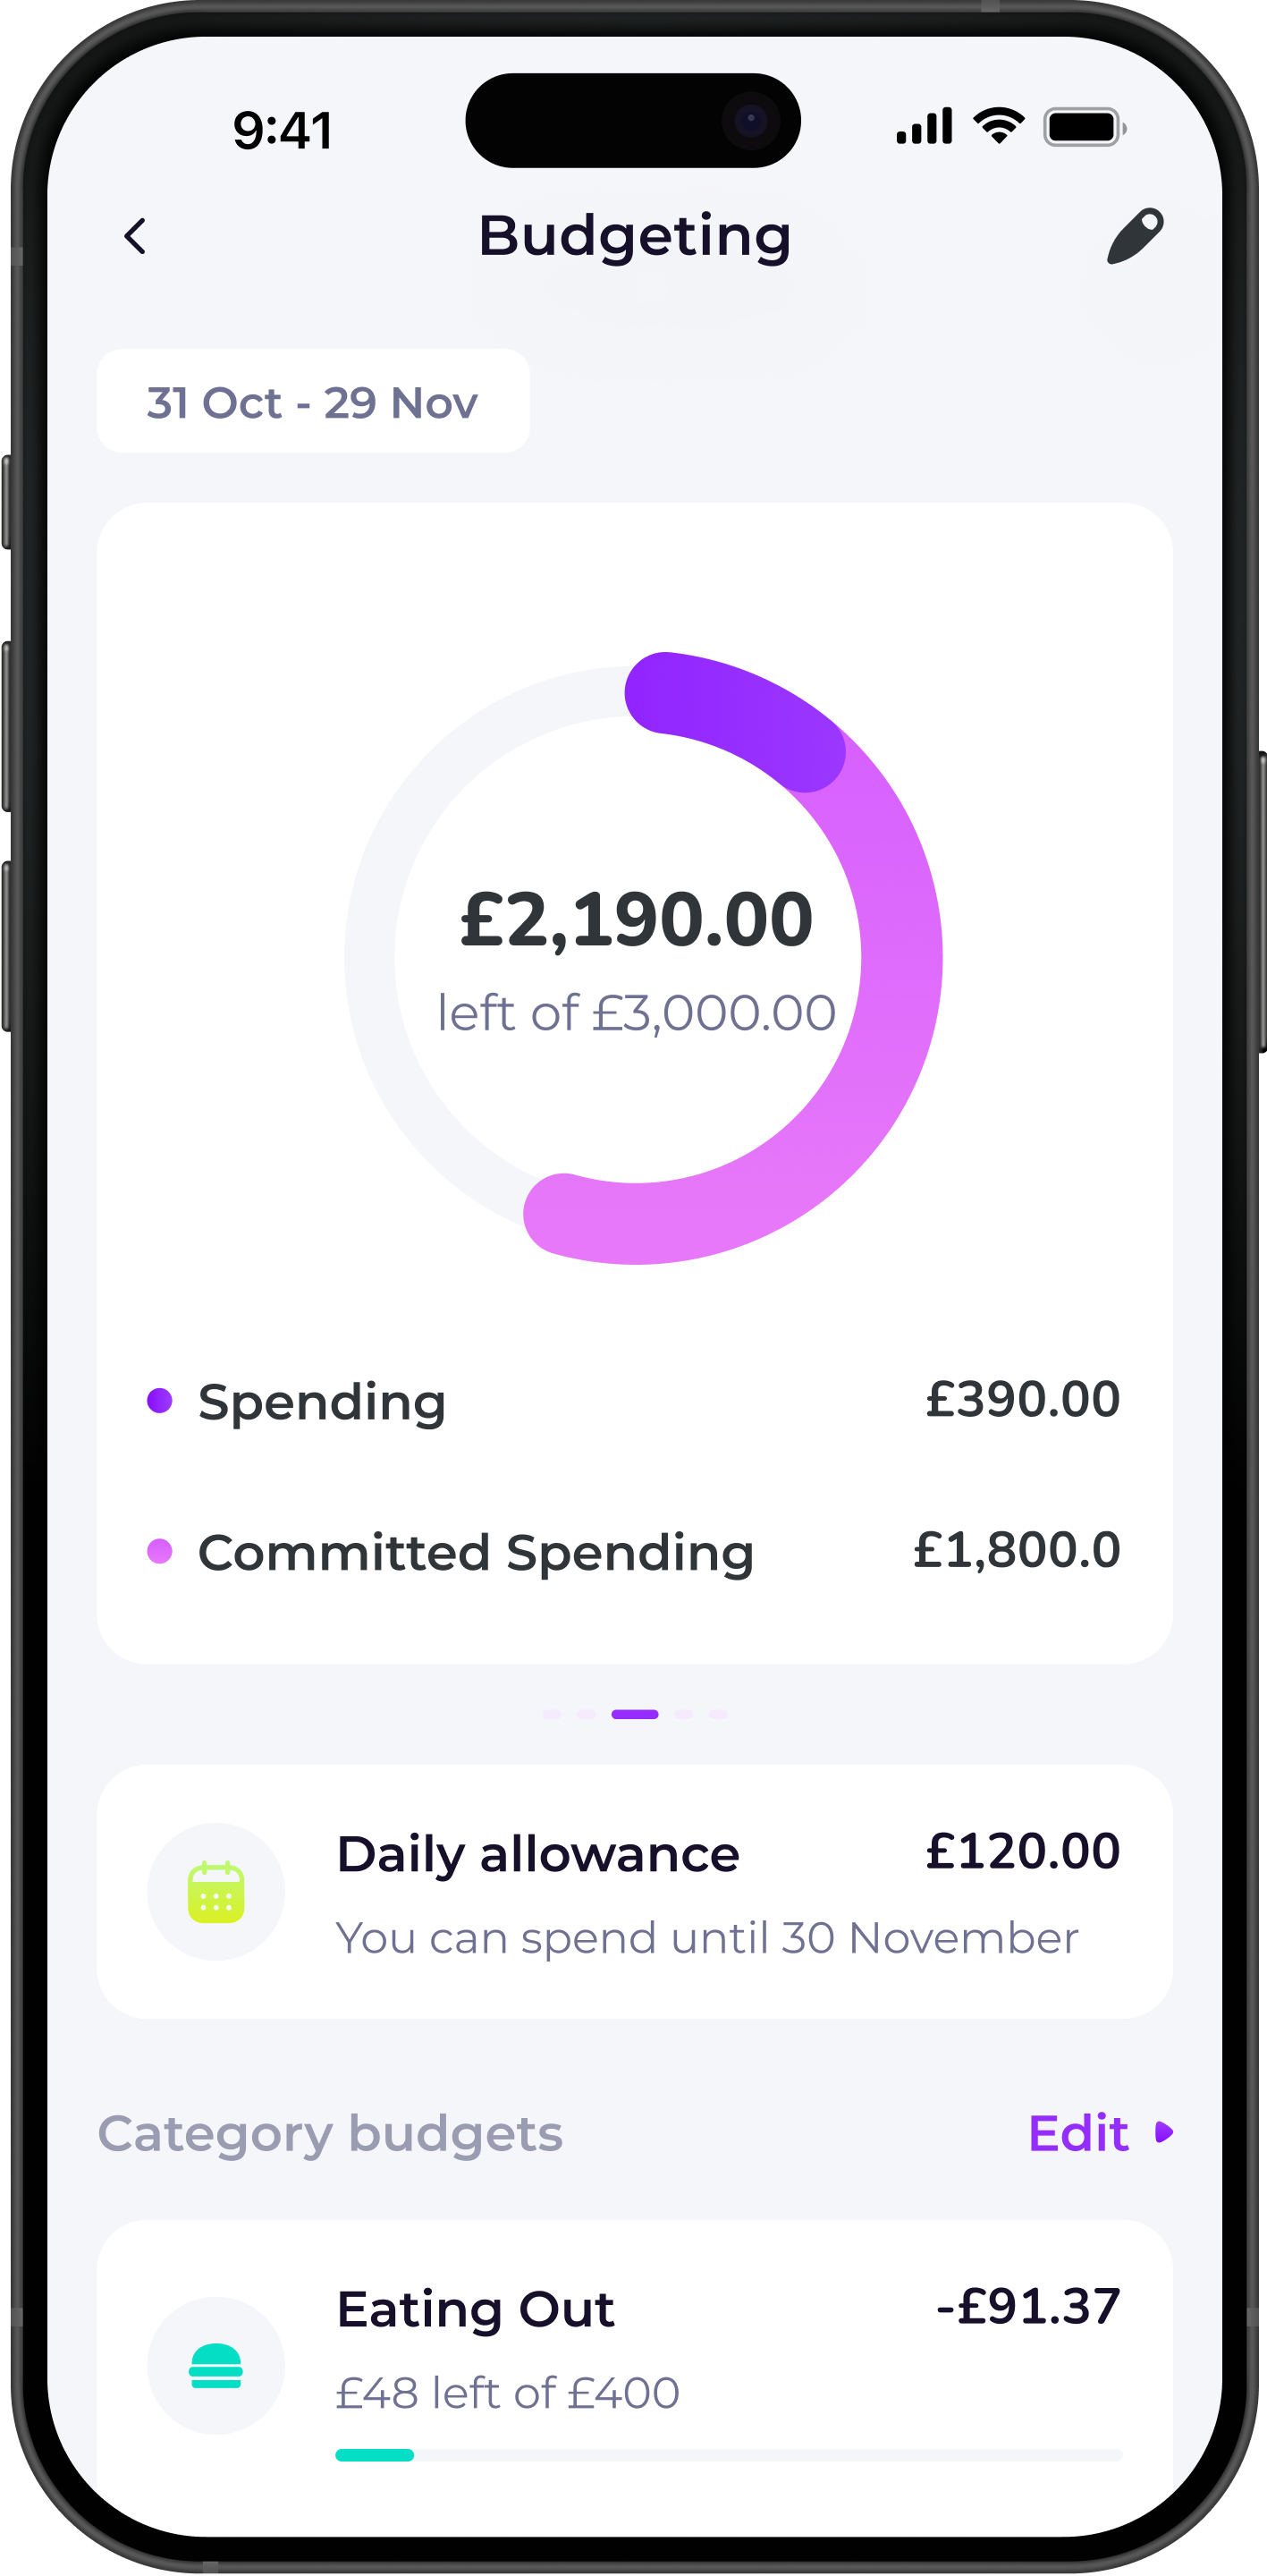 9:41
Budgeting
31 Oct - 29 Nov
£2,190.00
left of £3,000.00
Spending £390.00
Committed Spending £1,800.0
Daily allowance £120.00
You can spend until 30 November
Category budgets Edit
Eating Out -£91.37
£48 left of £400